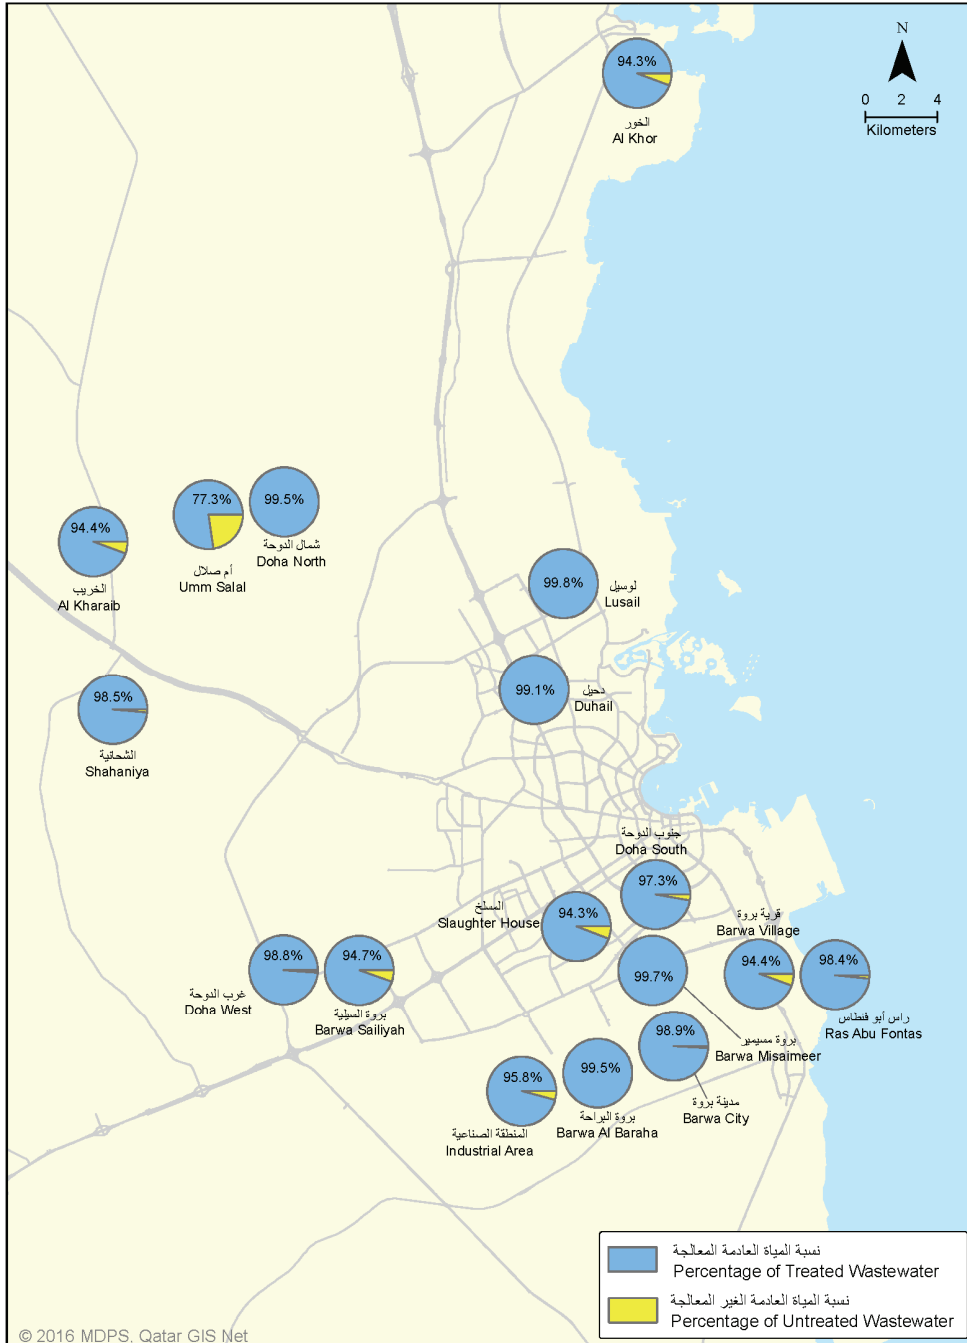 N
0 2 4
Kilometers
94.3%
الخور
Al Khor
77.3%
99.5%
94.4%
شمال الدوحة
Doha North
أم صلال
Umm Salal
الخريب
Al Kharaib
99.8%
لوسيل
Lusail
98.5%
99.1%
دحيل
Duhail
الشحانية
Shahaniya
جنوب الدوحة
Doha South
97.3%
المسلخ
Slaughter House
94.3%
قرية بروة
Barwa Village
98.8%
94.7%
99.7%
94.4%
98.4%
غرب الدوحة
Doha West
بروة السيلية
Barwa Sailiyah
راس أبو فنطاس
Ras Abu Fontas
بروة مسيمير
Barwa Misaimeer
98.9%
95.8%
99.5%
مدينة بروة
Barwa City
بروة البراحة
Barwa Al Baraha
المنطقة الصناعية
Industrial Area
نسبة المياة العادمة المعالجة
Percentage of Treated Wastewater
نسبة المياة العادمة الغير المعالجة
Percentage of Untreated Wastewater
© 2016 MDPS, Qatar GIS Net